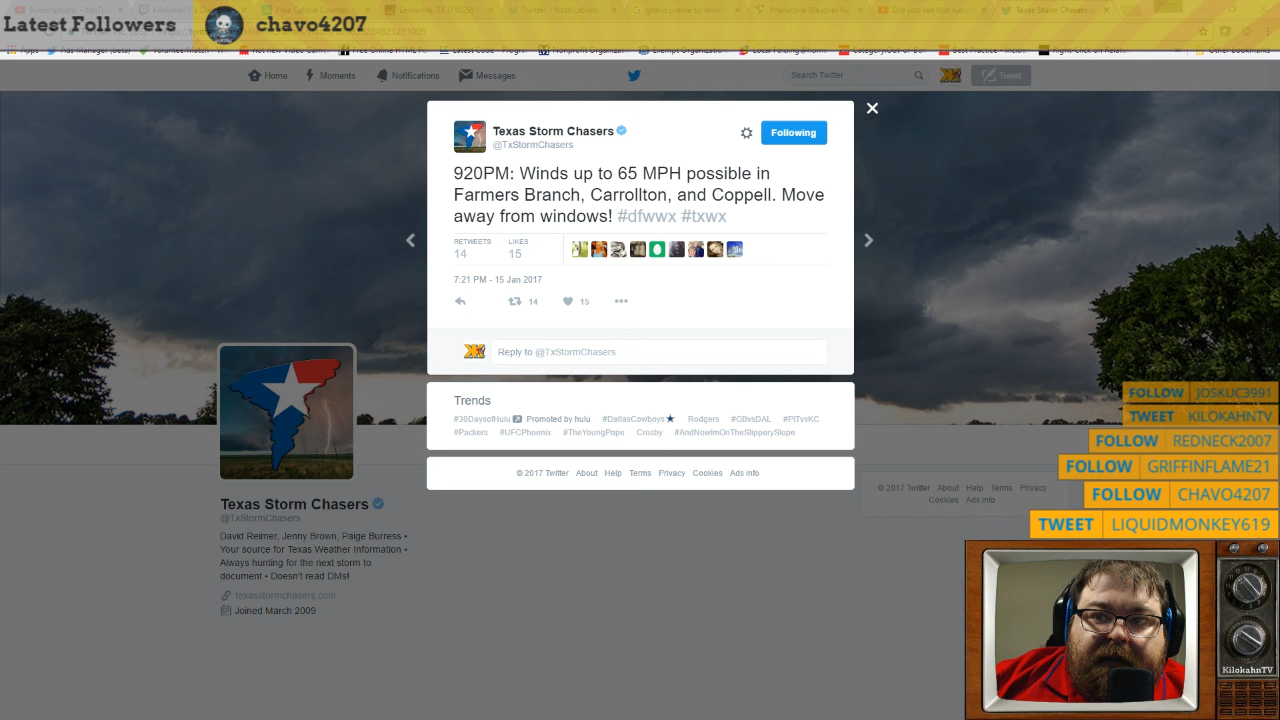 Latest Followers chavo4207
Home Moments Notifications Messages Search Twitter Tweet
Texas Storm Chasers
@TxStormChasers
Following
920PM: Winds up to 65 MPH possible in
Farmers Branch, Carrollton, and Coppell. Move
away from windows! #dfwwx #txwx
RETWEETS LIKES
14 15
7:21 PM - 15 Jan 2017
14 15
Reply to @TxStormChasers
Trends
#30DaysofHulu Promoted by hulu #DallasCowboys Rodgers #GBvsDAL #PITvsKC
#Packers #UFCPhoenix #TheYoungPope Crosby #AndNowImOnTheSlipperySlope
© 2017 Twitter About Help Terms Privacy Cookies Ads info
Texas Storm Chasers
@TxStormChasers
David Reimer, Jenny Brown, Paige Burress •
Your source for Texas Weather Information •
Always hunting for the next storm to
document • Doesn't read DMs!
texasstormchasers.com
Joined March 2009
© 2017 Twitter About Help Terms Privacy
Cookies Ads info
FOLLOW JOSKUC3991
TWEET KILOKAHNTV
FOLLOW REDNECK2007
FOLLOW GRIFFINFLAME21
FOLLOW CHAVO4207
TWEET LIQUIDMONKEY619
KilokahnTV